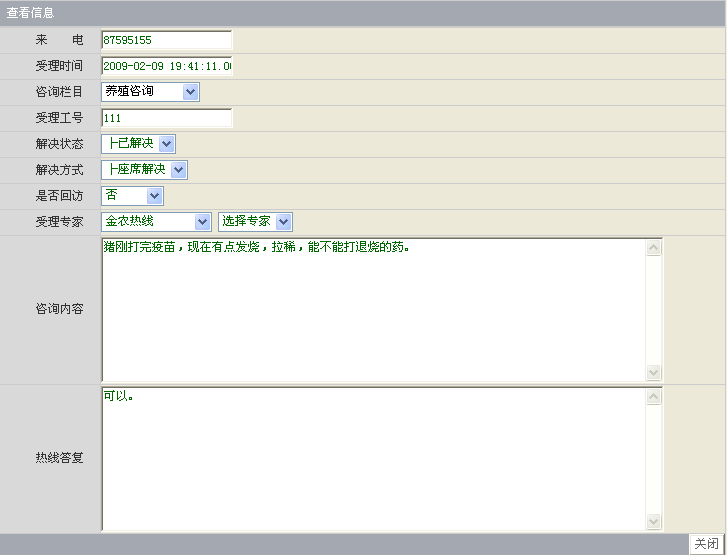 查看信息
来 电 87595155
受理时间 2009-02-09 19:41:11.0
咨询栏目 养殖咨询
受理工号 111
解决状态 ├已解决
解决方式 ├座席解决
是否回访 否
受理专家 金农热线 选择专家
咨询内容 猪刚打完疫苗，现在有点发烧，拉稀，能不能打退烧的药。
热线答复 可以。
关闭